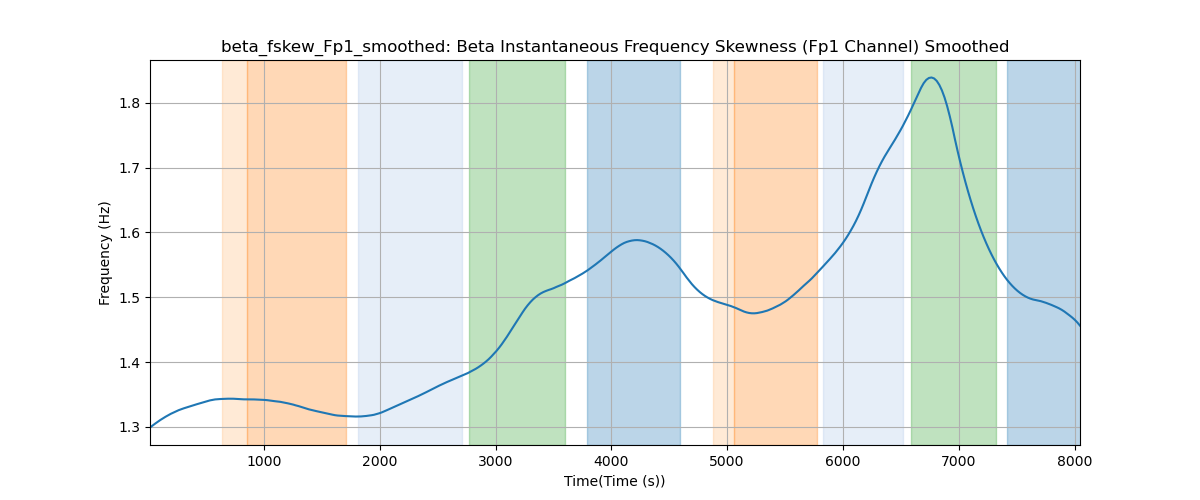 beta_fskew_Fp1_smoothed: Beta Instantaneous Frequency Skewness (Fp1 Channel) Smoothed
Frequency (Hz)
1.8
1.7
1.6
1.5
1.4
1.3
1000 2000 3000 4000 5000 6000 7000 8000
Time(Time (s))